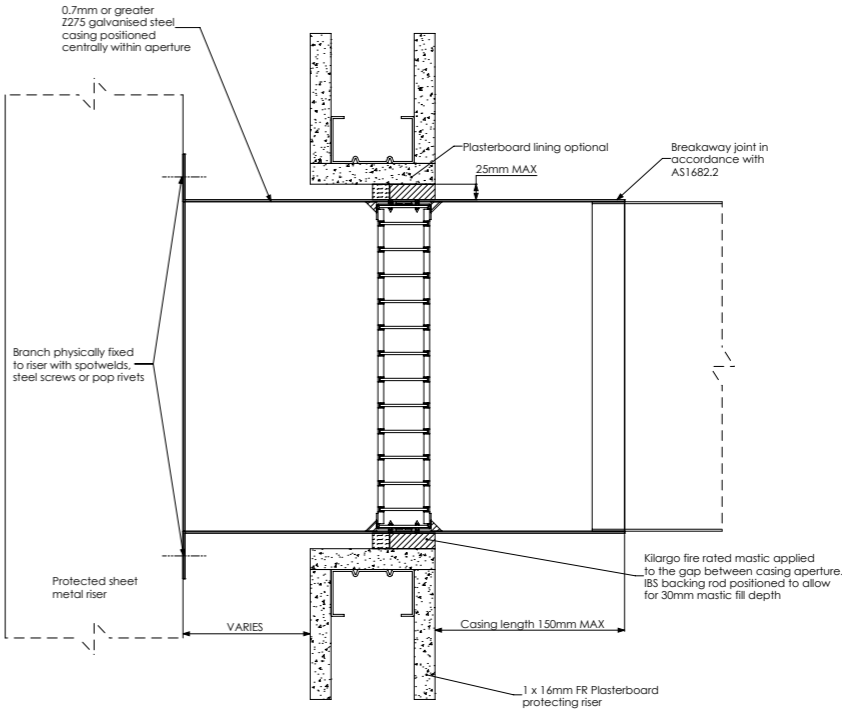 0.7mm or greater
Z275 galvanised steel
casing positioned
centrally within aperture
Plasterboard lining optional
25mm MAX
Breakaway joint in
accordance with
AS1682.2
Branch physically fixed
to riser with spotwelds,
steel screws or pop rivets
Protected sheet
metal riser
VARIES
Casing length 150mm MAX
Kilargo fire rated mastic applied
to the gap between casing aperture.
IBS backing rod positioned to allow
for 30mm mastic fill depth
1 x 16mm FR Plasterboard
protecting riser